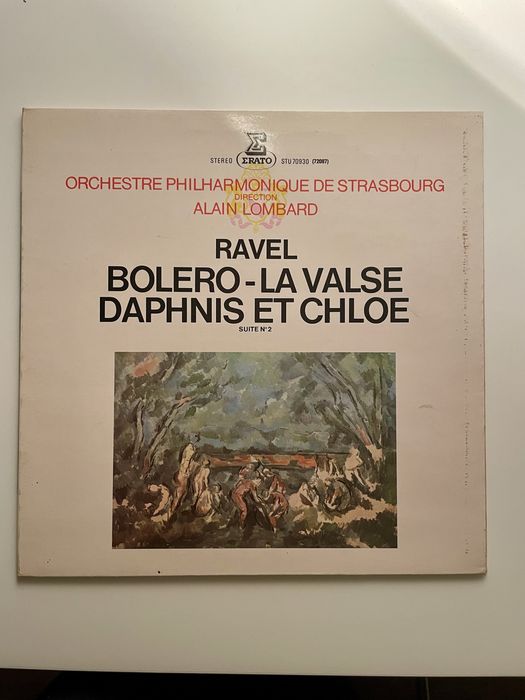 Σ
STEREO ERATO STU 70930 (72087)
ORCHESTRE PHILHARMONIQUE DE STRASBOURG
DIRECTION
ALAIN LOMBARD
RAVEL
BOLERO - LA VALSE
DAPHNIS ET CHLOE
SUITE N° 2